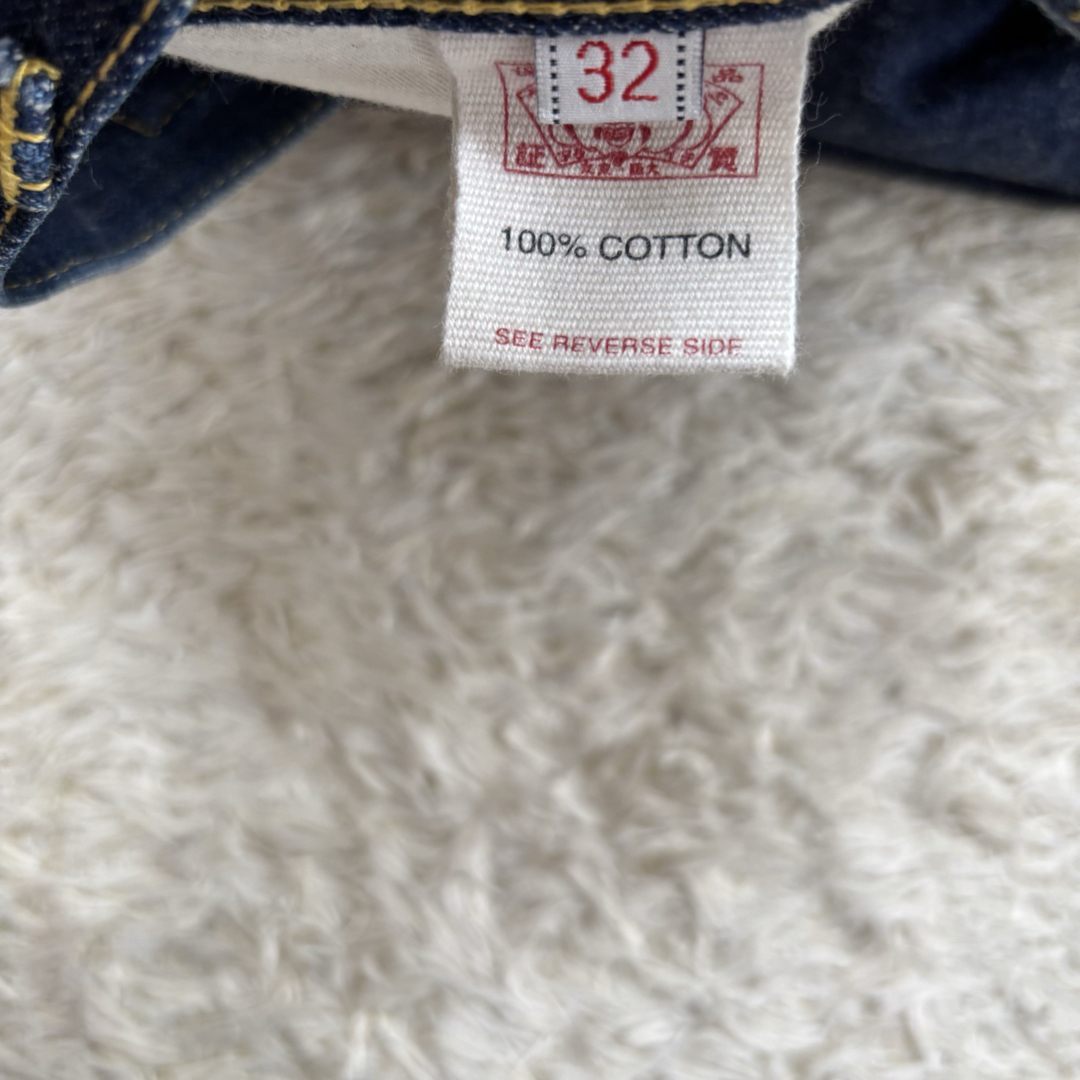 32
100% COTTON
SEE REVERSE SIDE